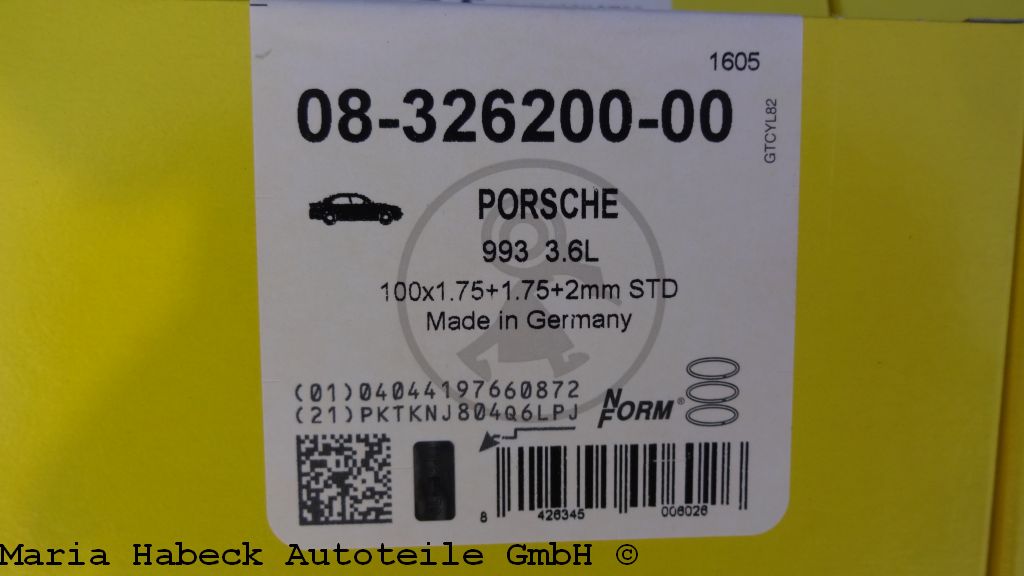 1605
08-326200-00
GTCYL82
PORSCHE
993 3.6L
100x1.75+1.75+2mm STD
Made in Germany
(01)04044197660872
(21)PKTKNJ804Q6LPJ
NORM®
8 426345 006026
Maria Habeck Autoteile GmbH ©